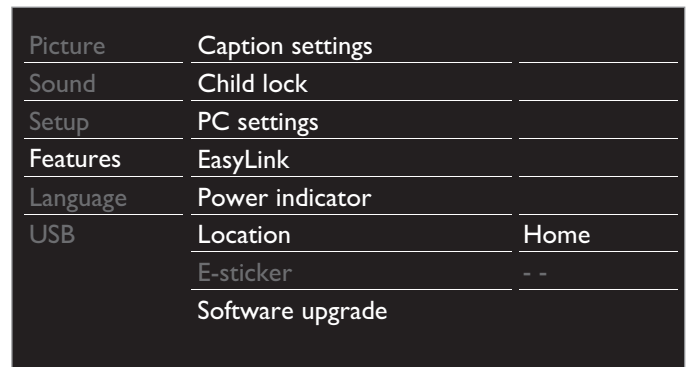 Picture Caption settings
Sound Child lock
Setup PC settings
Features EasyLink
Language Power indicator
USB Location Home
E-sticker - -
Software upgrade